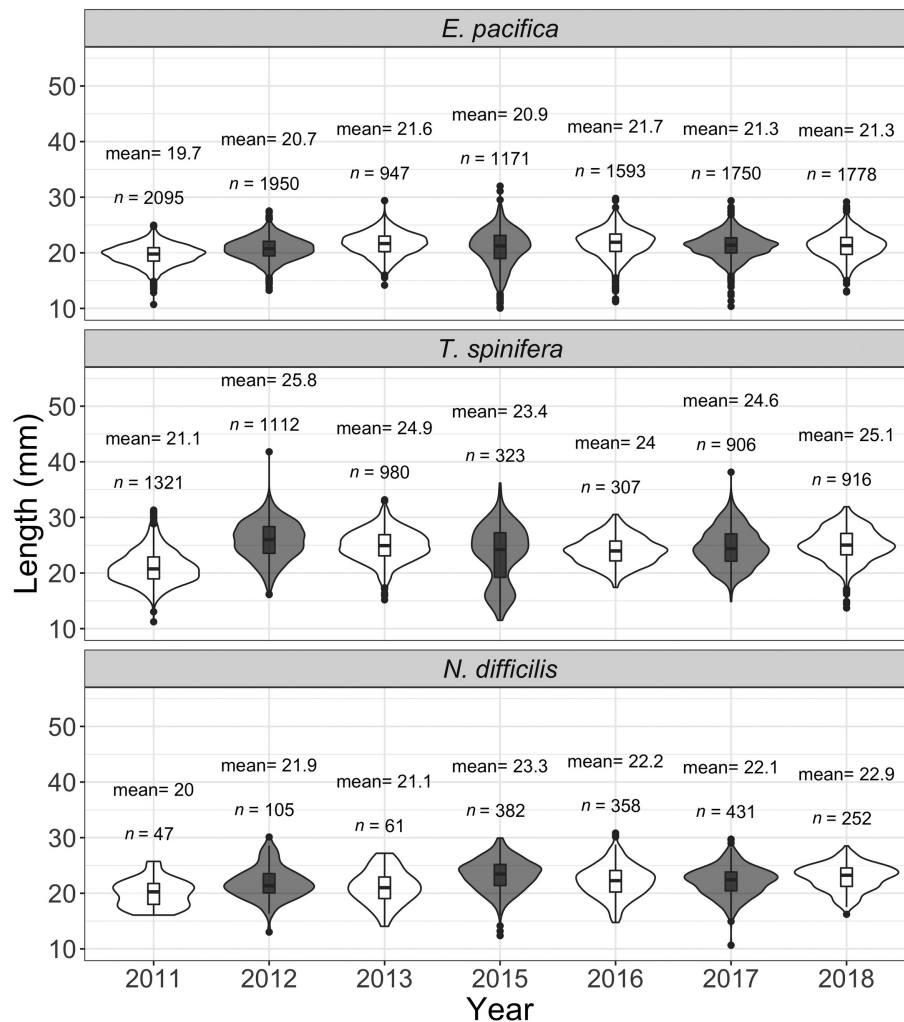 E. pacifica
50
40
30
20
10
mean= 19.7
mean= 20.7
mean= 21.6
mean= 20.9
mean= 21.7
mean= 21.3
mean= 21.3
n = 2095
n = 1950
n = 947
n = 1171
n = 1593
n = 1750
n = 1778
T. spinifera
50
40
30
20
10
mean= 21.1
mean= 25.8
mean= 24.9
mean= 23.4
mean= 24
mean= 24.6
mean= 25.1
n = 1321
n = 1112
n = 980
n = 323
n = 307
n = 906
n = 916
Length (mm)
N. difficilis
50
40
30
20
10
mean= 20
mean= 21.9
mean= 21.1
mean= 23.3
mean= 22.2
mean= 22.1
mean= 22.9
n = 47
n = 105
n = 61
n = 382
n = 358
n = 431
n = 252
2011 2012 2013 2015 2016 2017 2018
Year